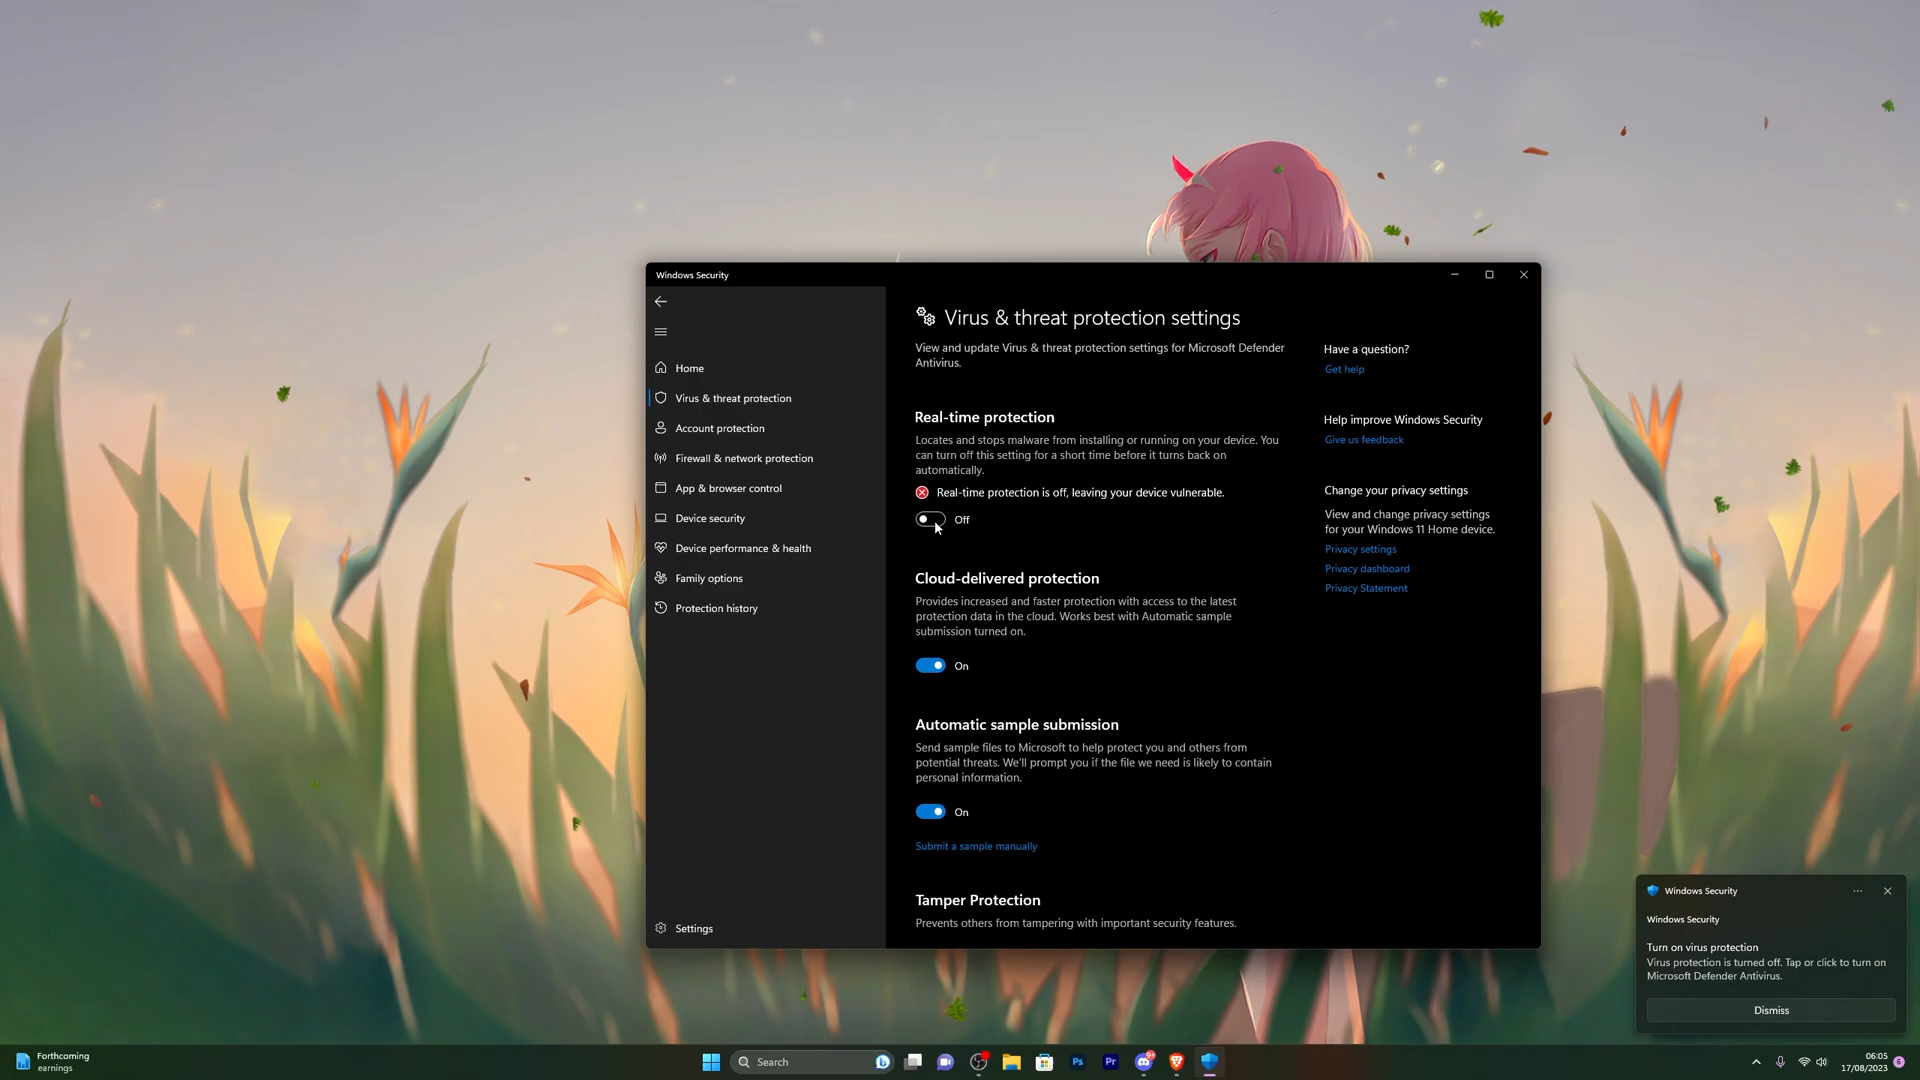 Windows Security
Home
Virus & threat protection
Account protection
Firewall & network protection
App & browser control
Device security
Device performance & health
Family options
Protection history
Settings
Virus & threat protection settings
View and update Virus & threat protection settings for Microsoft Defender
Antivirus.
Real-time protection
Locates and stops malware from installing or running on your device. You
can turn off this setting for a short time before it turns back on
automatically.
Real-time protection is off, leaving your device vulnerable.
Off
Cloud-delivered protection
Provides increased and faster protection with access to the latest
protection data in the cloud. Works best with Automatic sample
submission turned on.
On
Automatic sample submission
Send sample files to Microsoft to help protect you and others from
potential threats. We'll prompt you if the file we need is likely to contain
personal information.
On
Submit a sample manually
Tamper Protection
Prevents others from tampering with important security features.
Have a question?
Get help
Help improve Windows Security
Give us feedback
Change your privacy settings
View and change privacy settings
for your Windows 11 Home device.
Privacy settings
Privacy dashboard
Privacy Statement
Windows Security
Windows Security
Turn on virus protection
Virus protection is turned off. Tap or click to turn on
Microsoft Defender Antivirus.
Dismiss
Forthcoming
earnings
Search
Ps
Pr
9+
06:05
17/08/2023
6